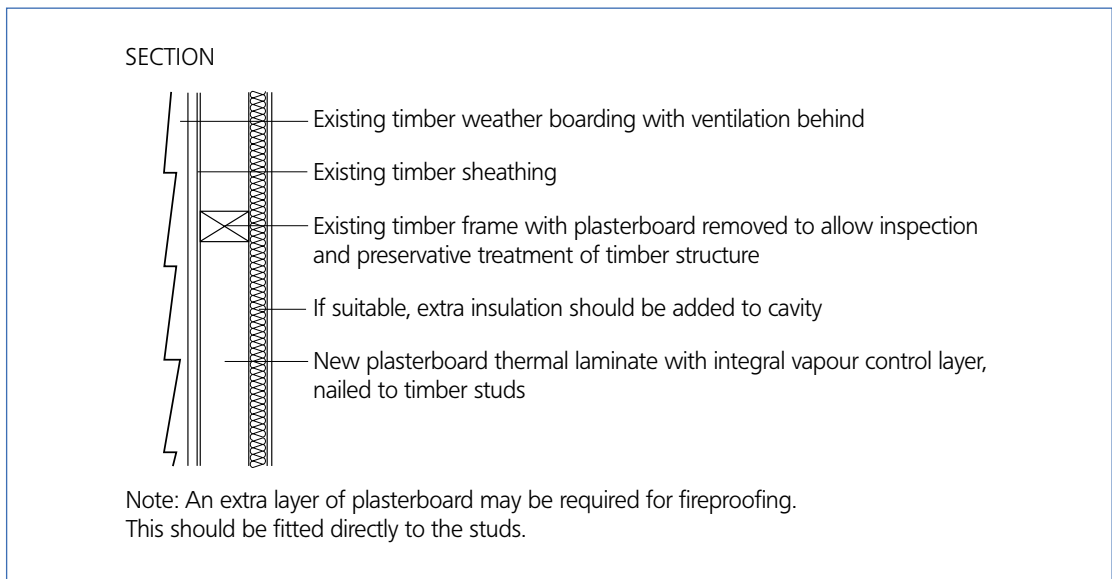 SECTION
Existing timber weather boarding with ventilation behind
Existing timber sheathing
Existing timber frame with plasterboard removed to allow inspection
and preservative treatment of timber structure
If suitable, extra insulation should be added to cavity
New plasterboard thermal laminate with integral vapour control layer,
nailed to timber studs
Note: An extra layer of plasterboard may be required for fireproofing.
This should be fitted directly to the studs.